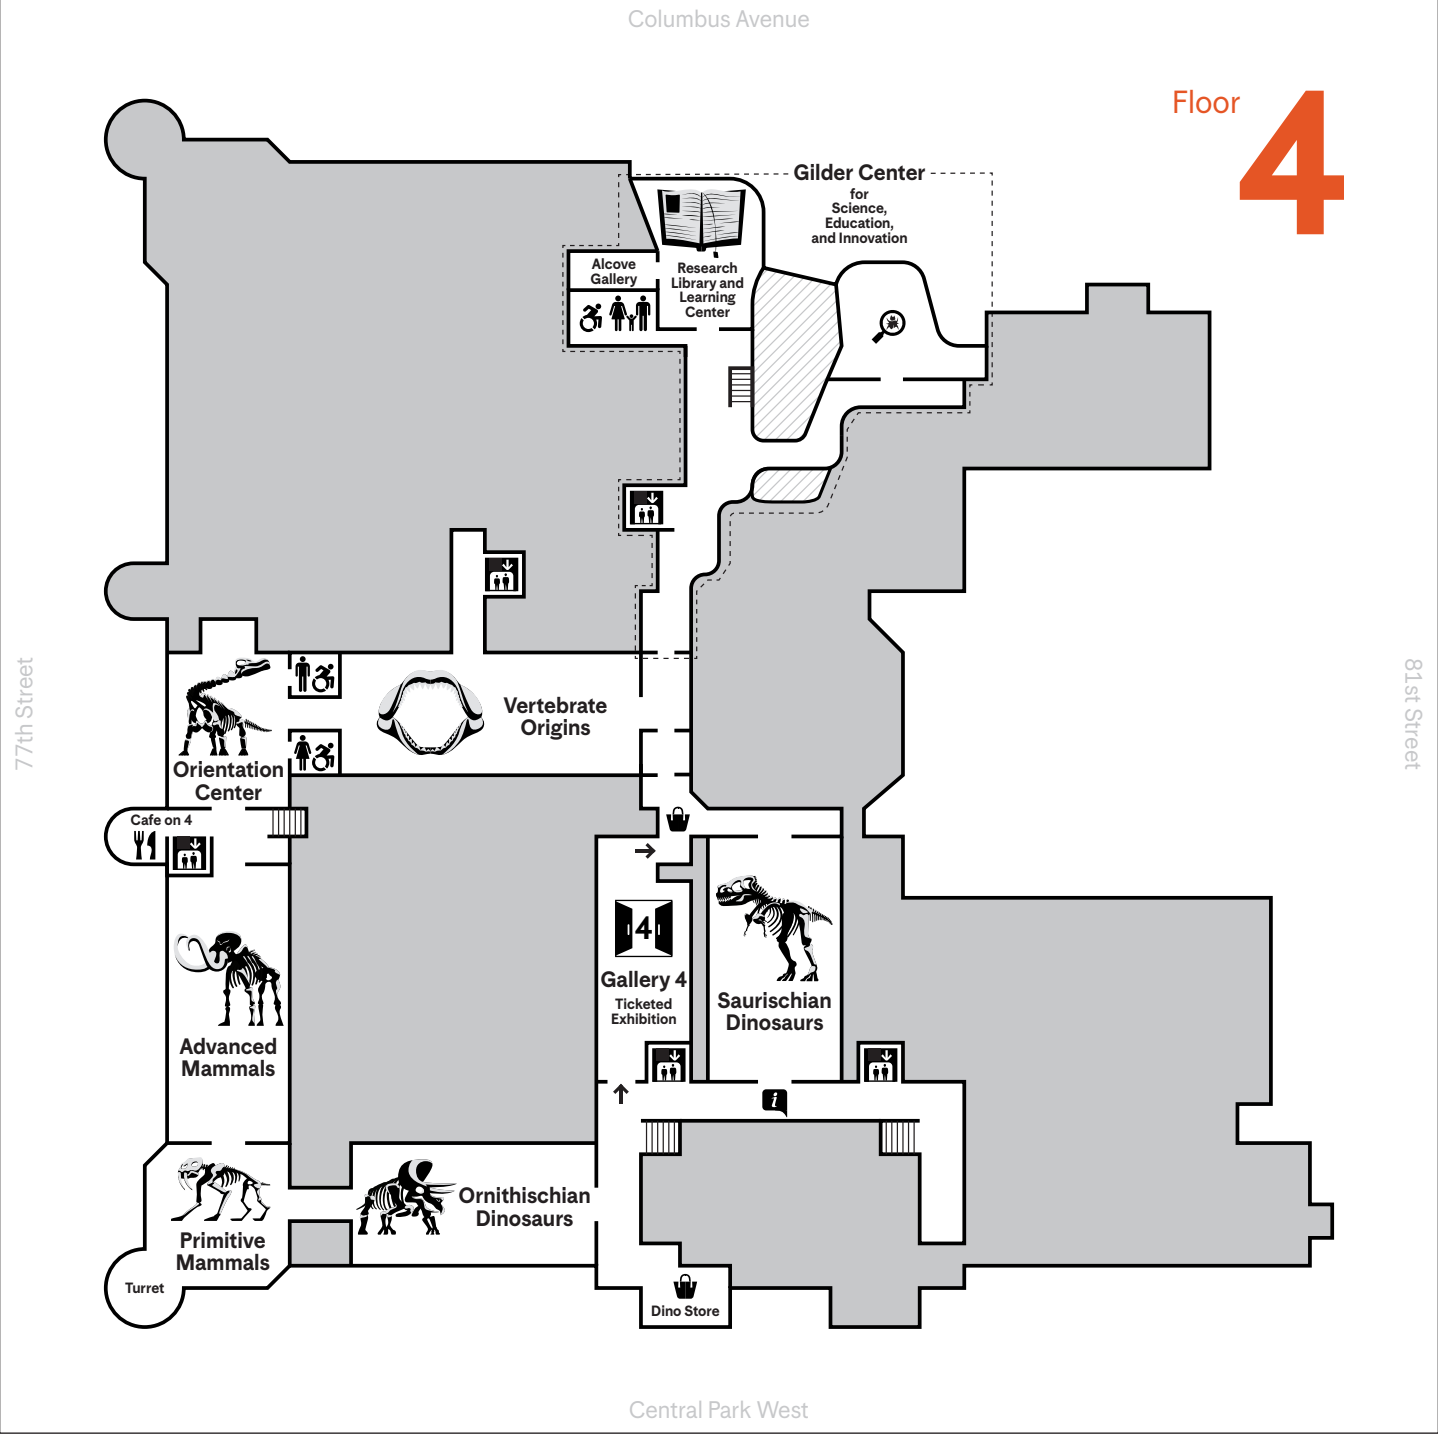 Columbus Avenue
Floor
4
Gilder Center
for
Science,
Education,
and Innovation
Alcove
Gallery
Research
Library and
Learning
Center
77th Street
81st Street
Vertebrate
Origins
Orientation
Center
Cafe on 4
4
Gallery 4
Ticketed
Exhibition
Saurischian
Dinosaurs
Advanced
Mammals
i
Ornithischian
Dinosaurs
Primitive
Mammals
Turret
Dino Store
Central Park West